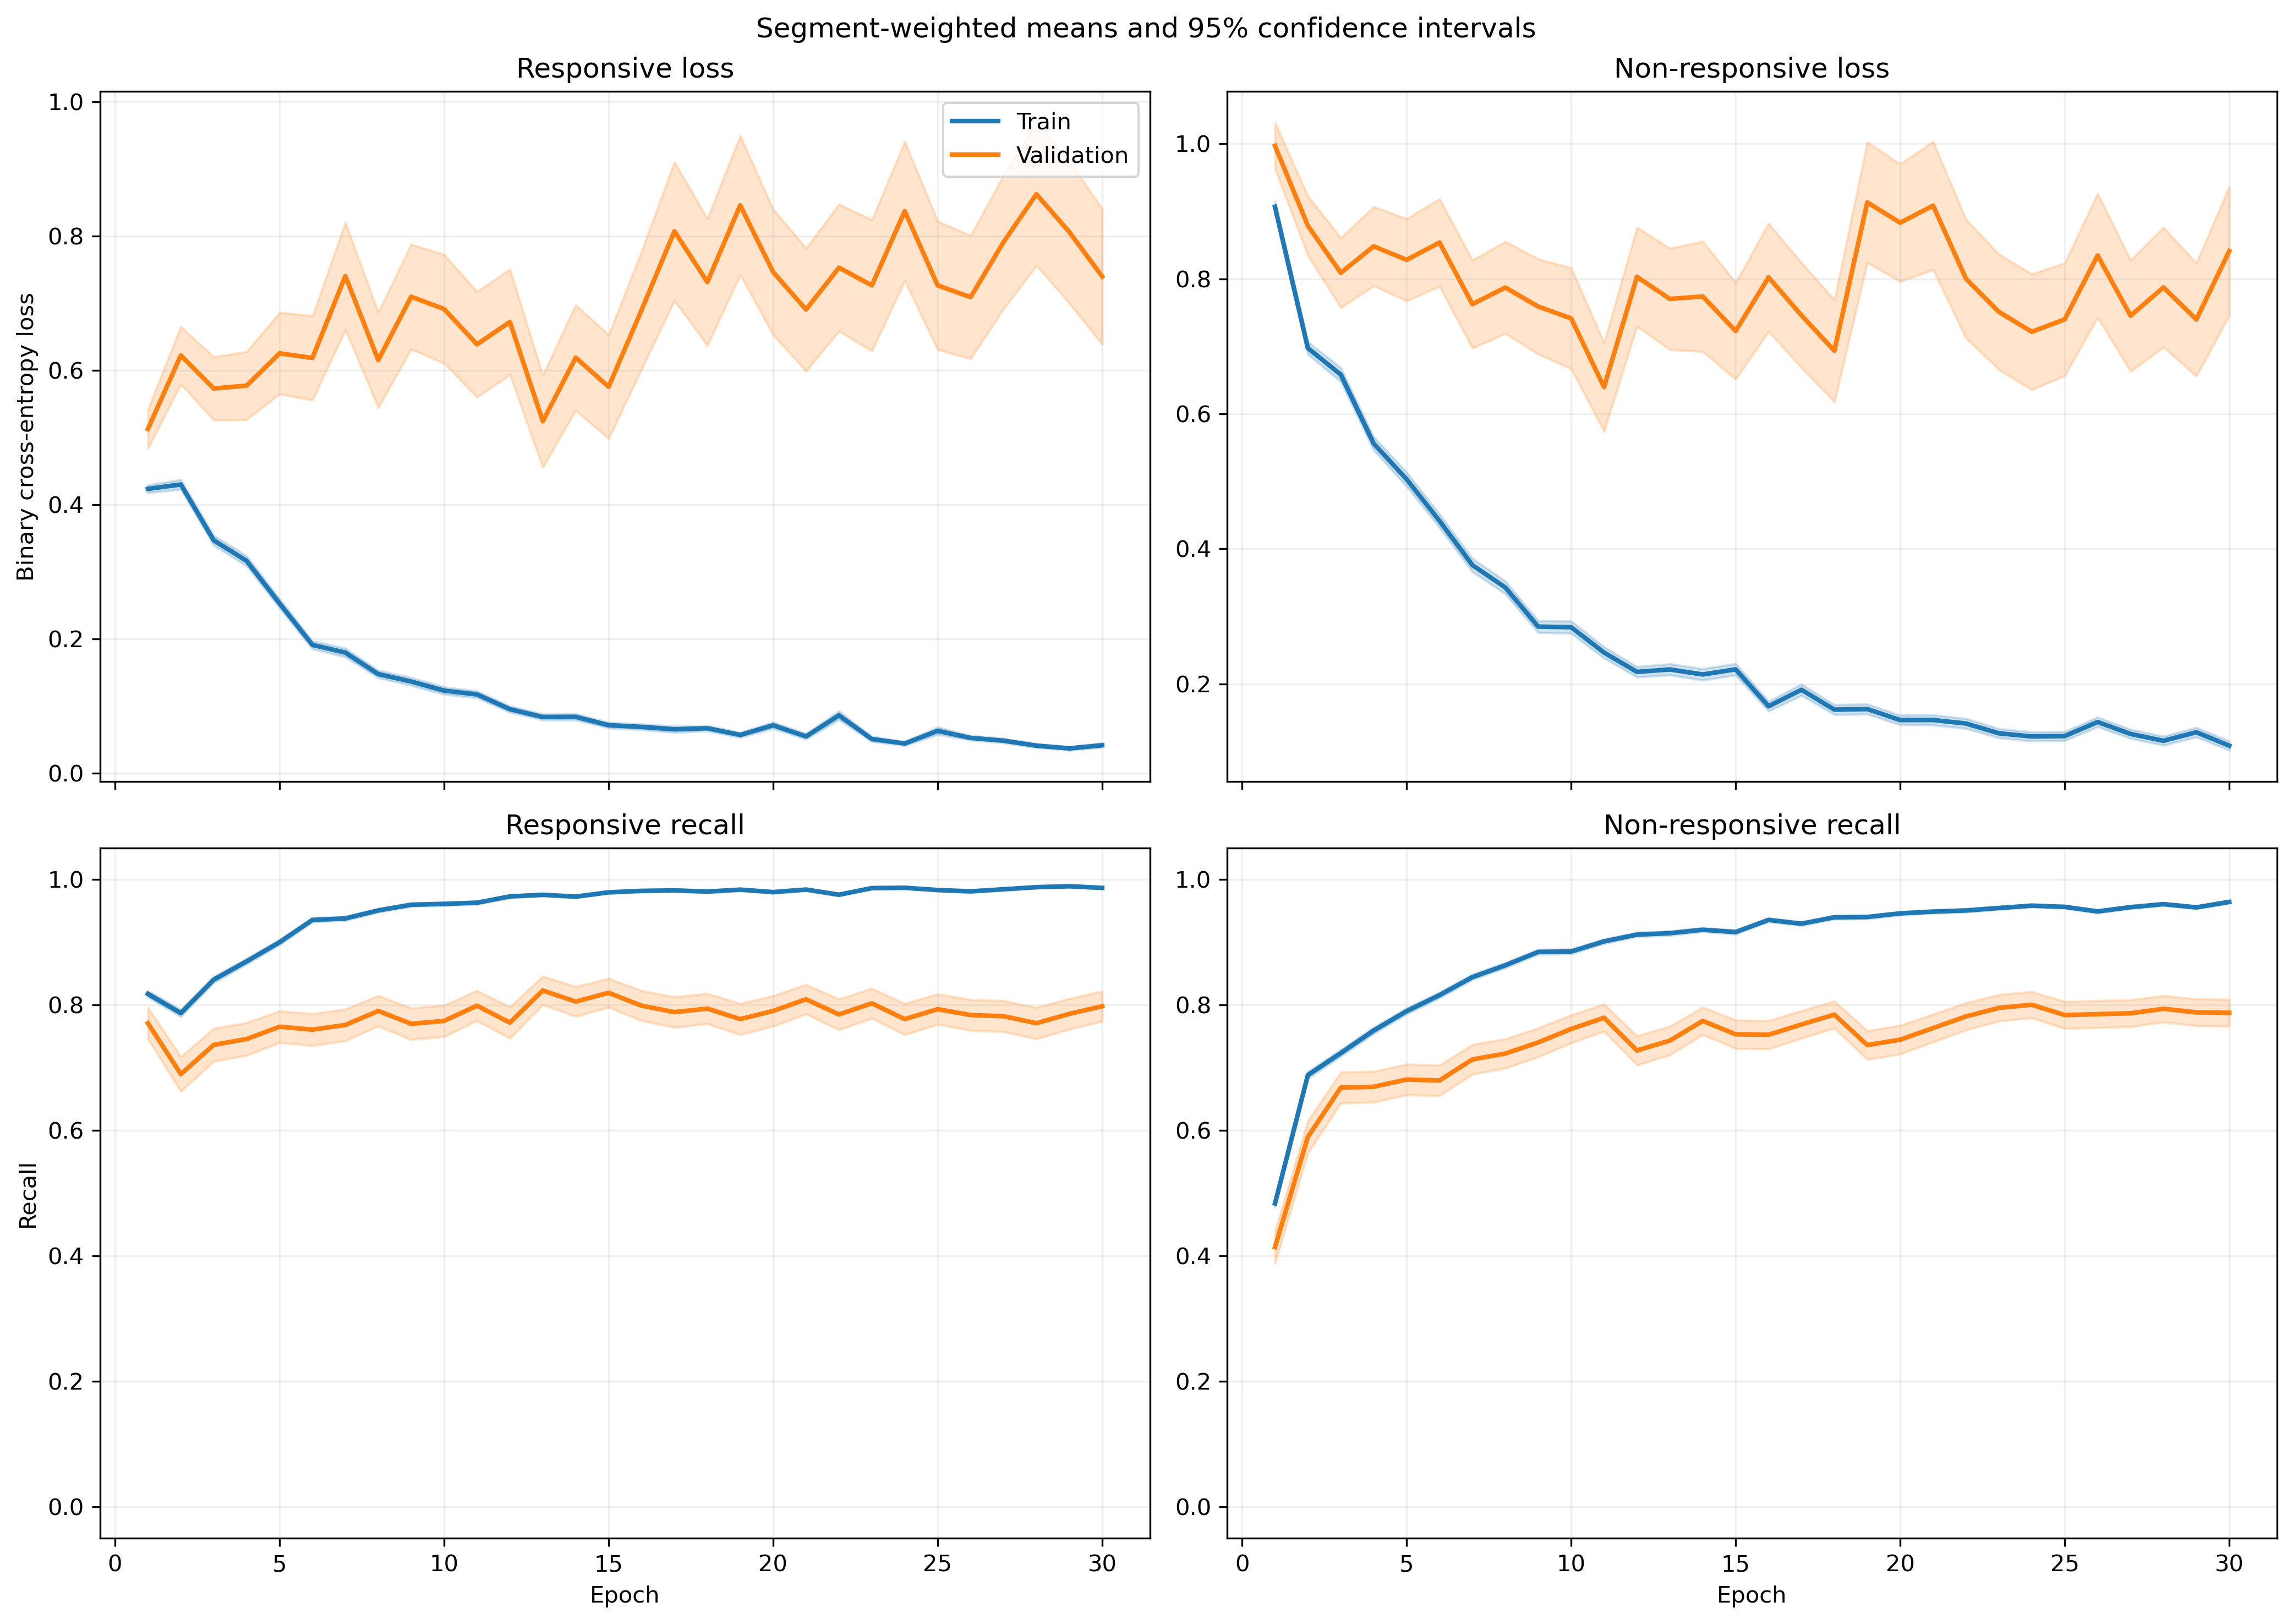 Segment-weighted means and 95% confidence intervals
Responsive loss
Non-responsive loss
Binary cross-entropy loss
1.0
0.8
0.6
0.4
0.2
0.0
Train
Validation
1.0
0.8
0.6
0.4
0.2
Responsive recall
Non-responsive recall
Recall
1.0
0.8
0.6
0.4
0.2
0.0
0 5 10 15 20 25 30
Epoch
1.0
0.8
0.6
0.4
0.2
0.0
0 5 10 15 20 25 30
Epoch